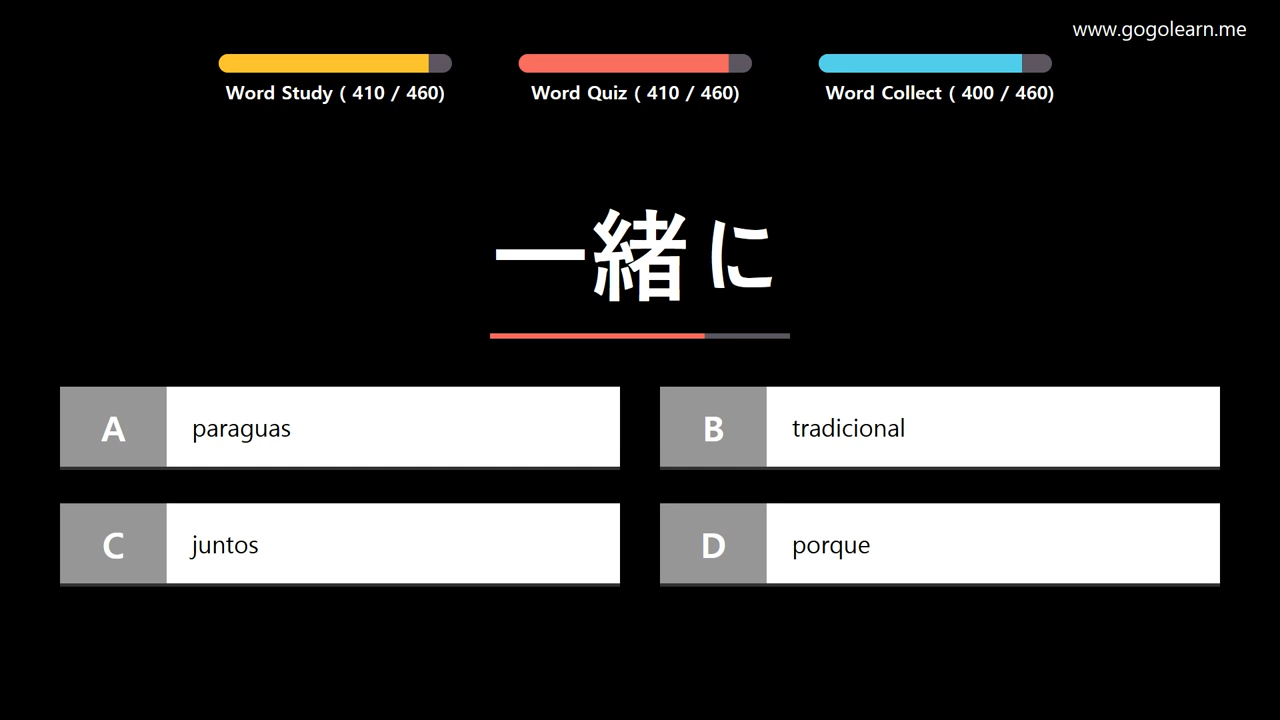 www.gogolearn.me
Word Study ( 410 / 460)
Word Quiz ( 410 / 460)
Word Collect ( 400 / 460)
一緒に
A paraguas
B tradicional
C juntos
D porque